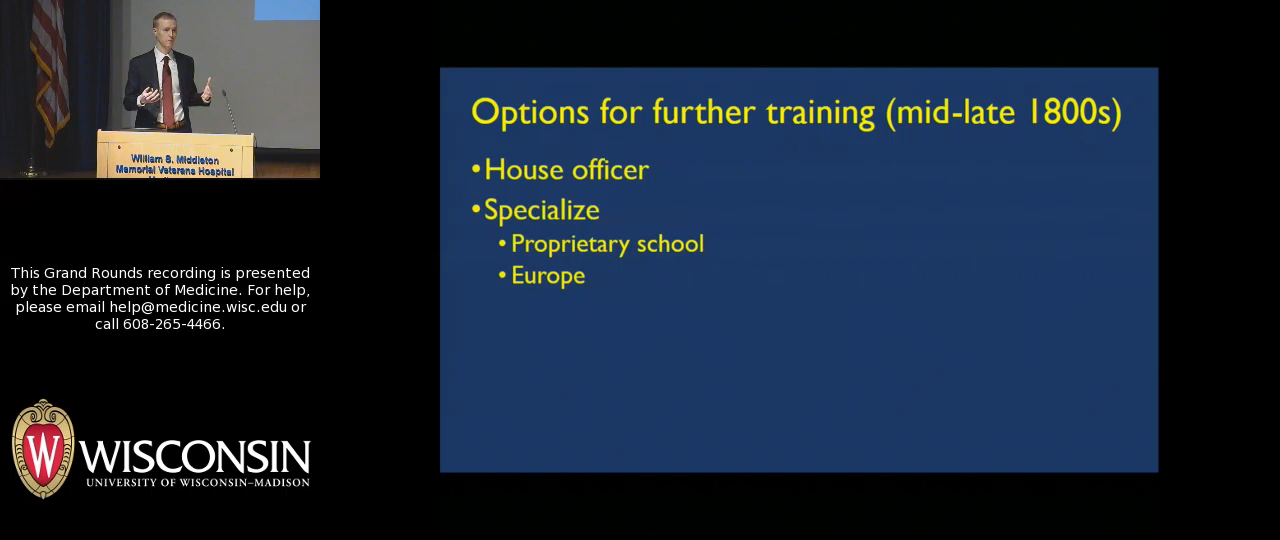 William S. Middleton
Memorial Veterans Hospital
This Grand Rounds recording is presented
by the Department of Medicine. For help,
please email help@medicine.wisc.edu or
call 608-265-4466.
W WISCONSIN
UNIVERSITY OF WISCONSIN–MADISON
Options for further training (mid-late 1800s)
•House officer
•Specialize
•Proprietary school
•Europe